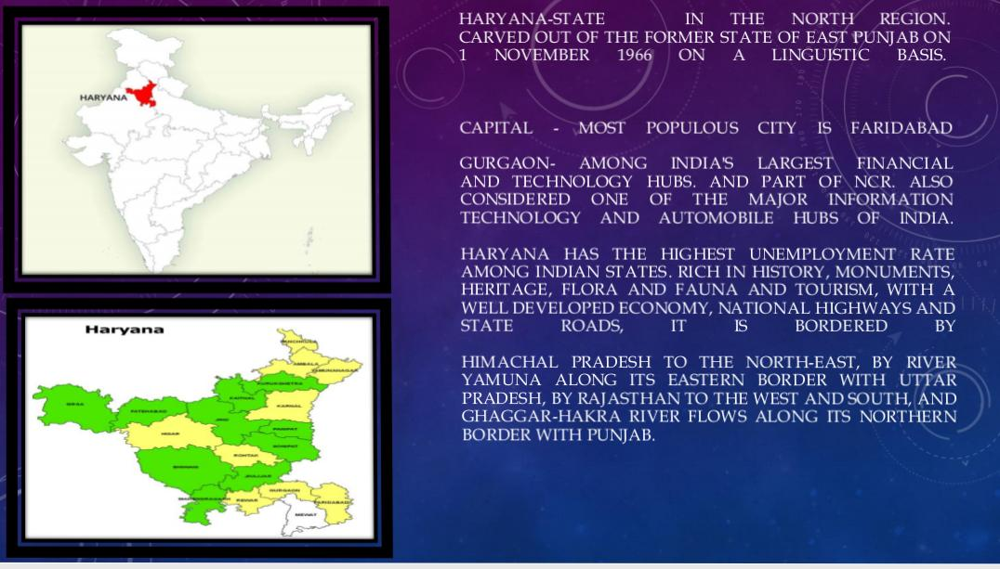 HARYANA
Haryana
PANCHKULA
AMBALA
YAMUNANAGAR
KURUKSHETRA
KAITHAL
KARNAL
SIRSA
FATEHABAD
JIND
HISAR
PANIPAT
SONIPAT
ROHTAK
BHIWANI
JHAJJAR
MAHENDRAGARH
REWARI
GURGAON
FARIDABAD
MEWAT
HARYANA-STATE IN THE NORTH REGION.
CARVED OUT OF THE FORMER STATE OF EAST PUNJAB ON
1 NOVEMBER 1966 ON A LINGUISTIC BASIS.
CAPITAL - MOST POPULOUS CITY IS FARIDABAD
GURGAON- AMONG INDIA'S LARGEST FINANCIAL
AND TECHNOLOGY HUBS. AND PART OF NCR. ALSO
CONSIDERED ONE OF THE MAJOR INFORMATION
TECHNOLOGY AND AUTOMOBILE HUBS OF INDIA.
HARYANA HAS THE HIGHEST UNEMPLOYMENT RATE
AMONG INDIAN STATES. RICH IN HISTORY, MONUMENTS,
HERITAGE, FLORA AND FAUNA AND TOURISM, WITH A
WELL DEVELOPED ECONOMY, NATIONAL HIGHWAYS AND
STATE ROADS, IT IS BORDERED BY
HIMACHAL PRADESH TO THE NORTH-EAST, BY RIVER
YAMUNA ALONG ITS EASTERN BORDER WITH UTTAR
PRADESH, BY RAJASTHAN TO THE WEST AND SOUTH, AND
GHAGGAR-HAKRA RIVER FLOWS ALONG ITS NORTHERN
BORDER WITH PUNJAB.